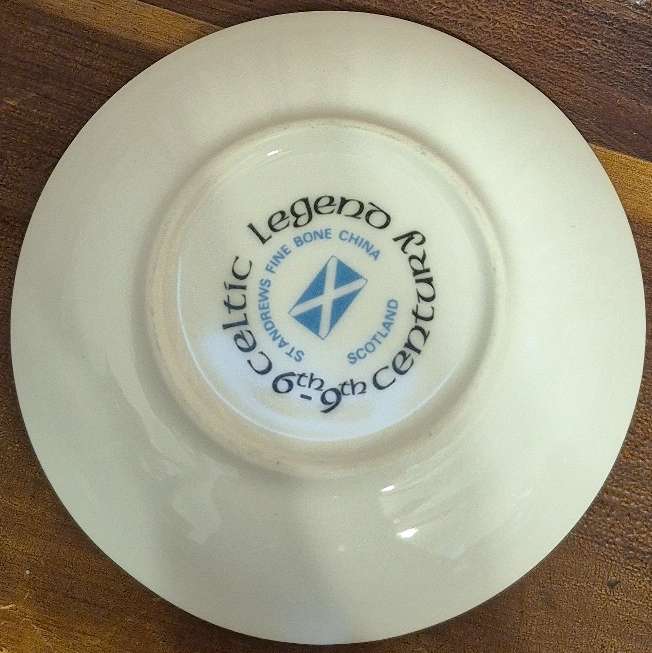 Celtic Legend
6th-9th Century
ST ANDREWS FINE BONE CHINA
SCOTLAND